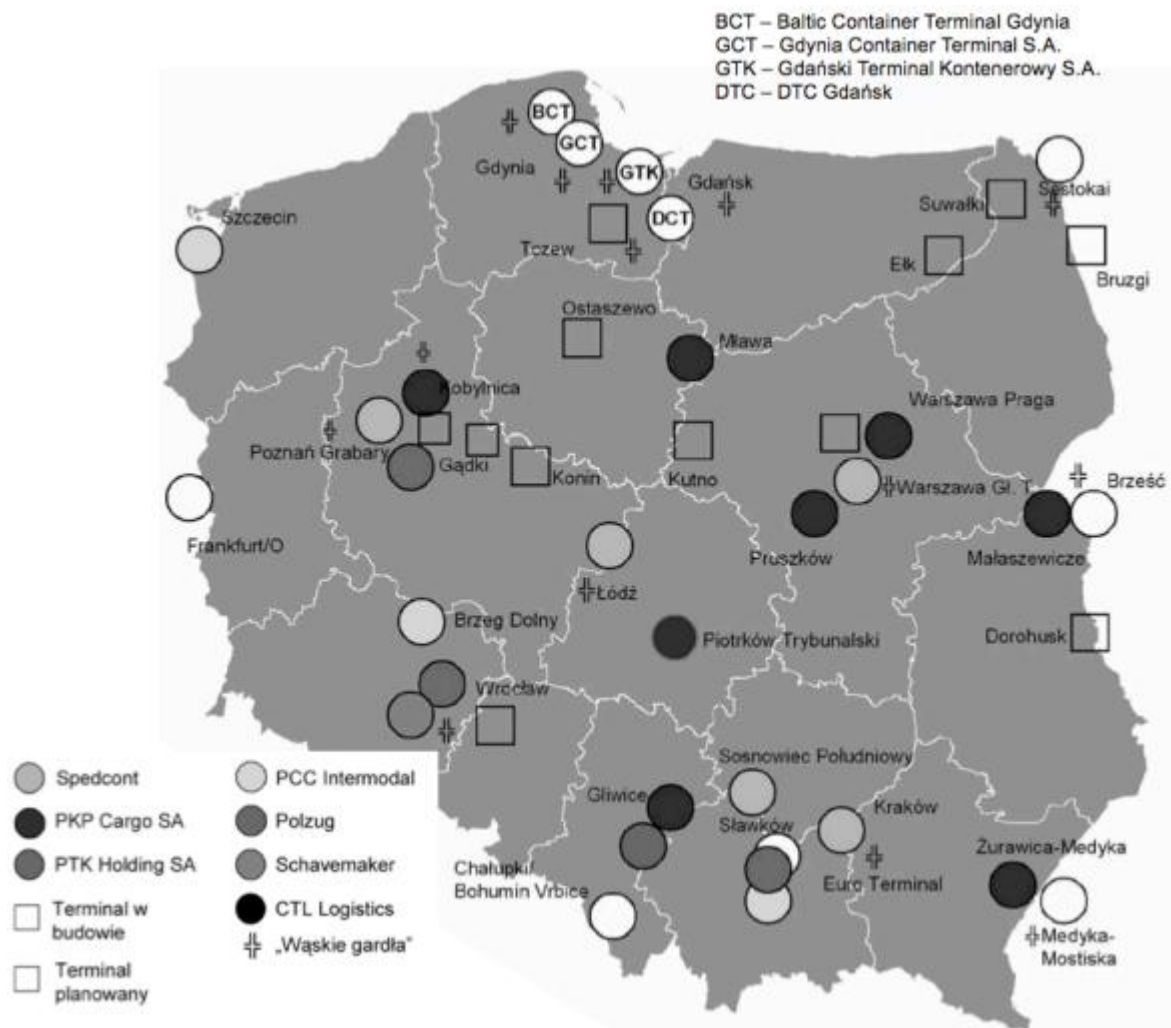 BCT – Baltic Container Terminal Gdynia
GCT – Gdynia Container Terminal S.A.
GTK – Gdański Terminal Kontenerowy S.A.
DTC – DTC Gdańsk
BCT
GCT
Gdynia
GTK
Gdańsk
DCT
Sestokai
Suwałki
Szczecin
Tczew
Ełk
Bruzgi
Ostaszewo
Mława
Kobylnica
Warszawa Praga
Poznań Grabary
Gądki
Konin
Kutno
Warszawa Gł. T.
Brześć
Frankfurt/O
Pruszków
Małaszewicze
Łódź
Brzeg Dolny
Piotrków Trybunalski
Dorohusk
Wrocław
Sosnowiec Południowy
Gliwice
Kraków
Sławków
Żurawica-Medyka
Chałupki/
Bohumin Vrbice
Euro Terminal
Medyka-
Mostiska
Spedcont
PKP Cargo SA
PTK Holding SA
Terminal w
budowie
Terminal
planowany
PCC Intermodal
Polzug
Schavemaker
CTL Logistics
„Wąskie gardła"